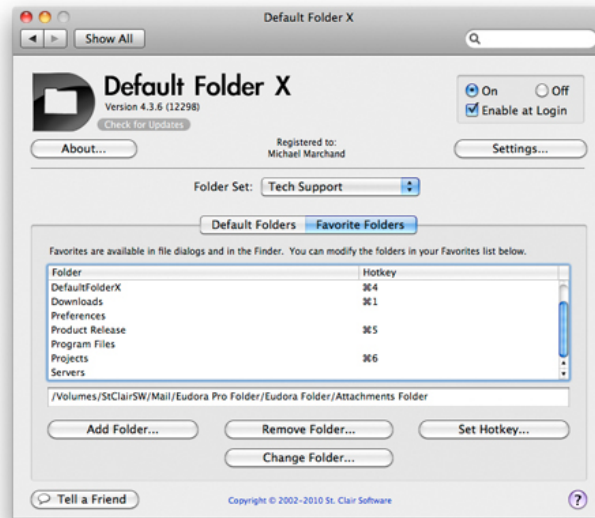 Default Folder X
Show All
Default Folder X
Version 4.3.6 (12298)
Check for Updates
On Off
Enable at Login
About...
Registered to:
Michael Marchand
Settings...
Folder Set: Tech Support
Default Folders Favorite Folders
Favorites are available in file dialogs and in the Finder. You can modify the folders in your Favorites list below.
Folder Hotkey
DefaultFolderX ⌘4
Downloads ⌘1
Preferences
Product Release ⌘5
Program Files
Projects ⌘6
Servers
/Volumes/StClairSW/Mail/Eudora Pro Folder/Eudora Folder/Attachments Folder
Add Folder... Remove Folder... Set Hotkey...
Change Folder...
Tell a Friend
Copyright © 2002-2010 St. Clair Software
?